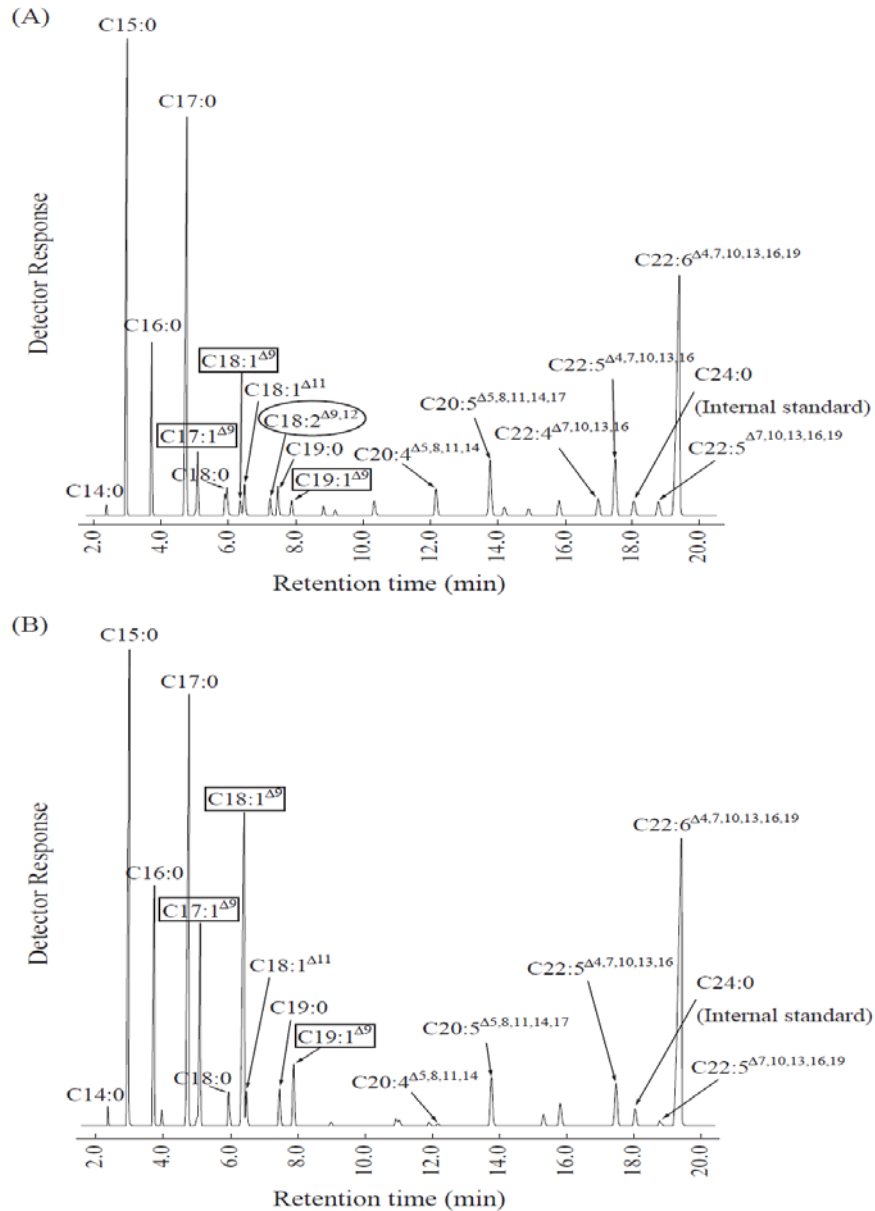 (A)
C15:0
C17:0
C22:6Δ4,7,10,13,16,19
C16:0
C18:1Δ9
C22:5Δ4,7,10,13,16
C18:1Δ11
C24:0
C20:5Δ5,8,11,14,17
(Internal standard)
C18:2Δ9,12
C17:1Δ9
C22:4Δ7,10,13,16
C22:5Δ7,10,13,16,19
C19:0
C20:4Δ5,8,11,14
C18:0
C19:1Δ9
C14:0
Detector Response
2.0 4.0 6.0 8.0 10.0 12.0 14.0 16.0 18.0 20.0
Retention time (min)
(B)
C15:0
C17:0
C18:1Δ9
C22:6Δ4,7,10,13,16,19
C16:0
C17:1Δ9
C18:1Δ11
C22:5Δ4,7,10,13,16
C24:0
C19:0
(Internal standard)
C20:5Δ5,8,11,14,17
C19:1Δ9
C22:5Δ7,10,13,16,19
C18:0
C20:4Δ5,8,11,14
C14:0
Detector Response
2.0 4.0 6.0 8.0 10.0 12.0 14.0 16.0 18.0 20.0
Retention time (min)